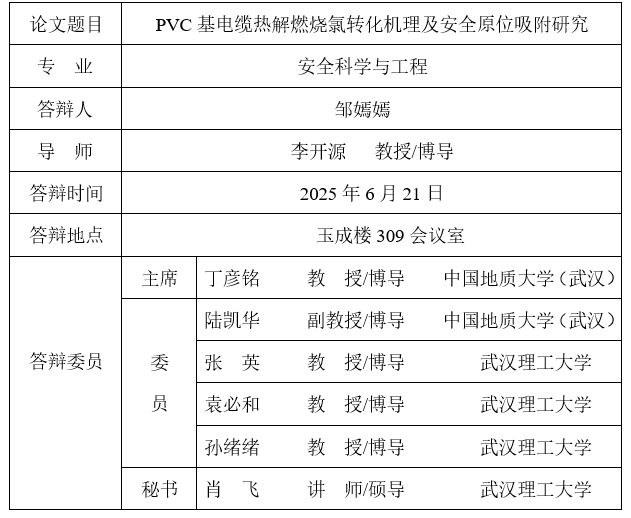 论文题目 PVC 基电缆热解燃烧氯转化机理及安全原位吸附研究
专 业 安全科学与工程
答辩人 邹嫣嫣
导 师 李开源 教授/博导
答辩时间 2025 年 6 月 21 日
答辩地点 玉成楼 309 会议室
答辩委员 主席 丁彦铭 教 授/博导 中国地质大学（武汉）
委员 陆凯华 副教授/博导 中国地质大学（武汉）
张 英 教 授/博导 武汉理工大学
袁必和 教 授/博导 武汉理工大学
孙绪绪 教 授/博导 武汉理工大学
秘书 肖 飞 讲 师/硕导 武汉理工大学